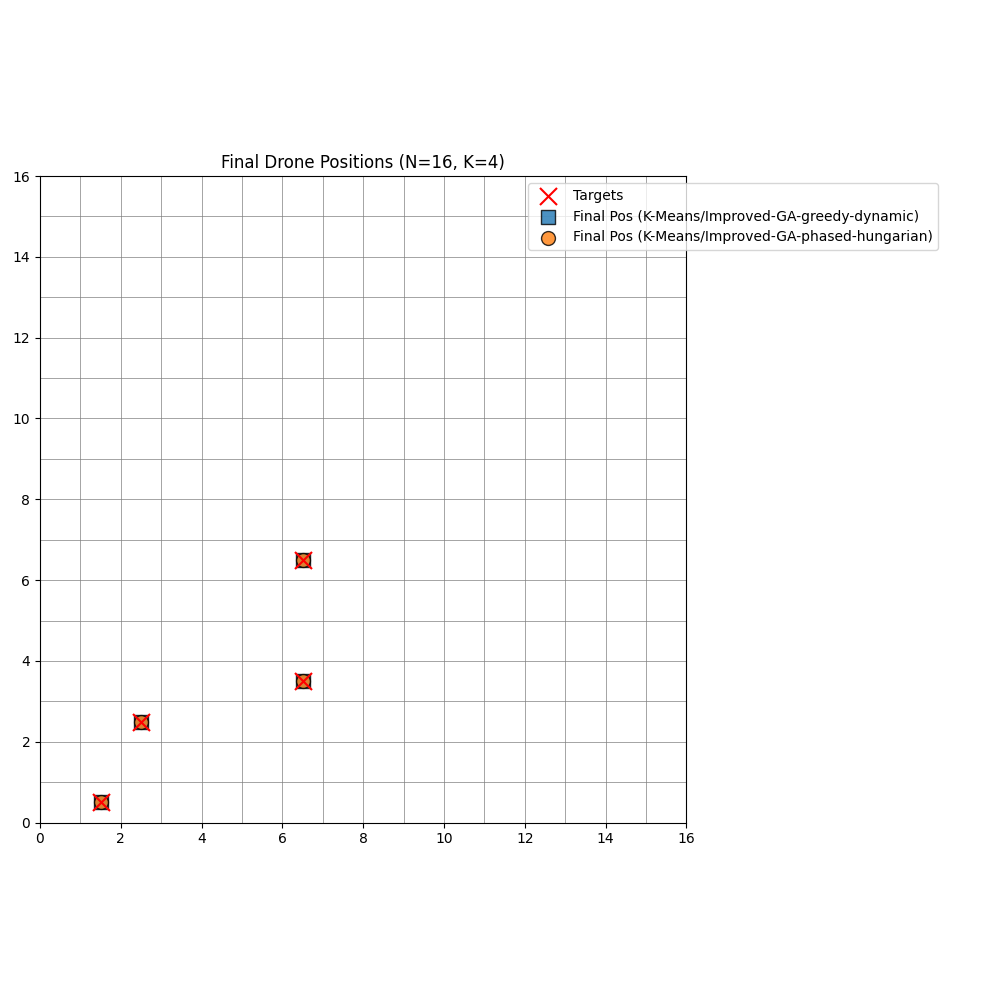 Final Drone Positions (N=16, K=4)
Targets
Final Pos (K-Means/Improved-GA-greedy-dynamic)
Final Pos (K-Means/Improved-GA-phased-hungarian)
16
14
12
10
8
6
4
2
0
0 2 4 6 8 10 12 14 16